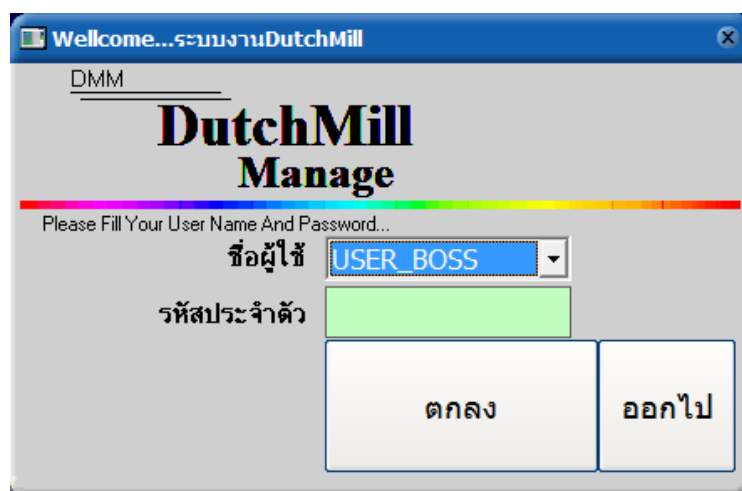 Wellcome...ระบบงานDutchMill
DMM
DutchMill
Manage
Please Fill Your User Name And Password...
ชื่อผู้ใช้ USER_BOSS
รหัสประจำตัว
ตกลง ออกไป